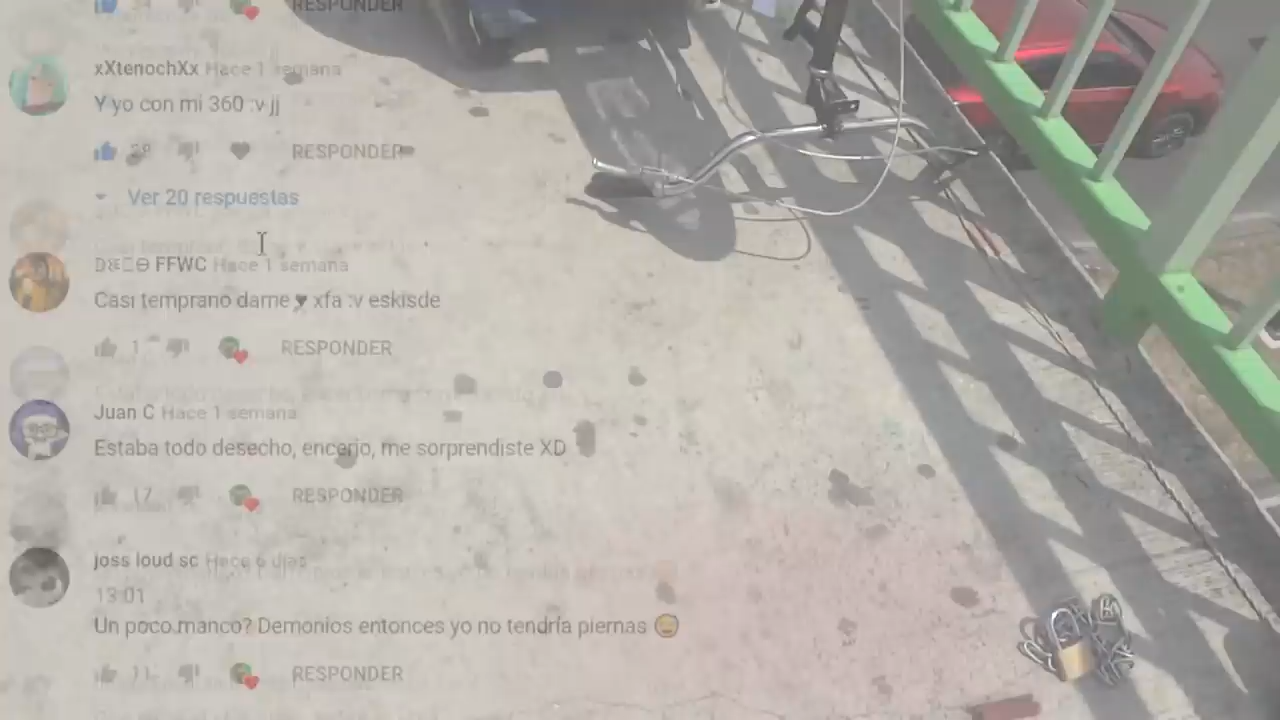 RESPONDER
xXtenochXx Hace 1 semana
Y yo con mi 360 :v jj
RESPONDER
Ver 20 respuestas
FFWC Hace 1 semana
Casi temprano darne ♥ xfa :v eskisde
1 RESPONDER
Juan C Hace 1 semana
Estaba todo desecho, encerio, me sorprendiste XD
17 RESPONDER
joss loud sc Hace 6 días
13:01
Un poco manco? Demonios entonces yo no tendría piernas 😅
11 RESPONDER